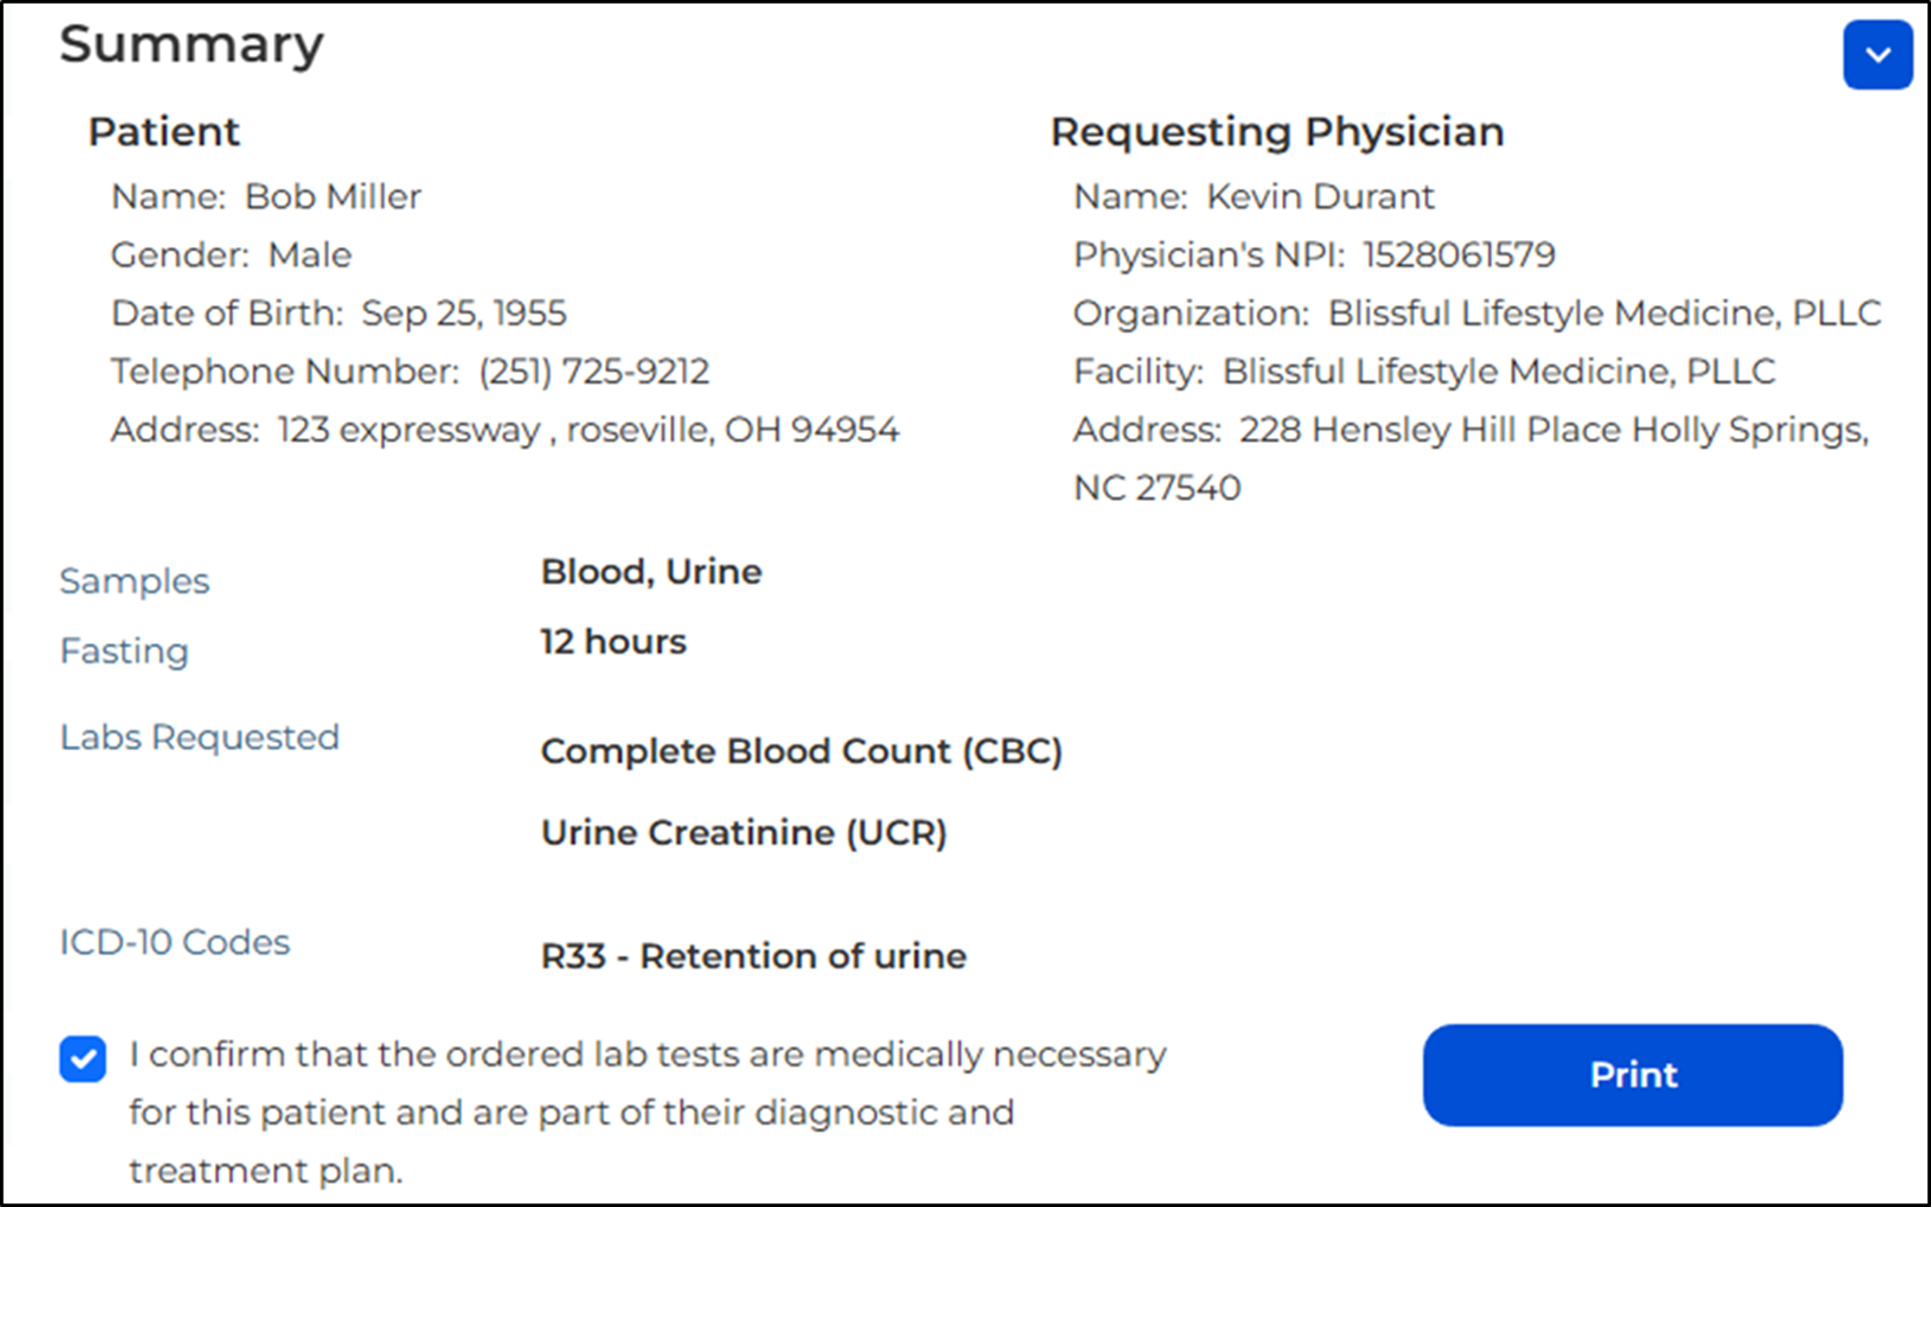 Summary
Patient
Name: Bob Miller
Gender: Male
Date of Birth: Sep 25, 1955
Telephone Number: (251) 725-9212
Address: 123 expressway , roseville, OH 94954
Requesting Physician
Name: Kevin Durant
Physician's NPI: 1528061579
Organization: Blissful Lifestyle Medicine, PLLC
Facility: Blissful Lifestyle Medicine, PLLC
Address: 228 Hensley Hill Place Holly Springs,
NC 27540
Samples Blood, Urine
Fasting 12 hours
Labs Requested Complete Blood Count (CBC)
Urine Creatinine (UCR)
ICD-10 Codes R33 - Retention of urine
I confirm that the ordered lab tests are medically necessary
for this patient and are part of their diagnostic and
treatment plan.
Print